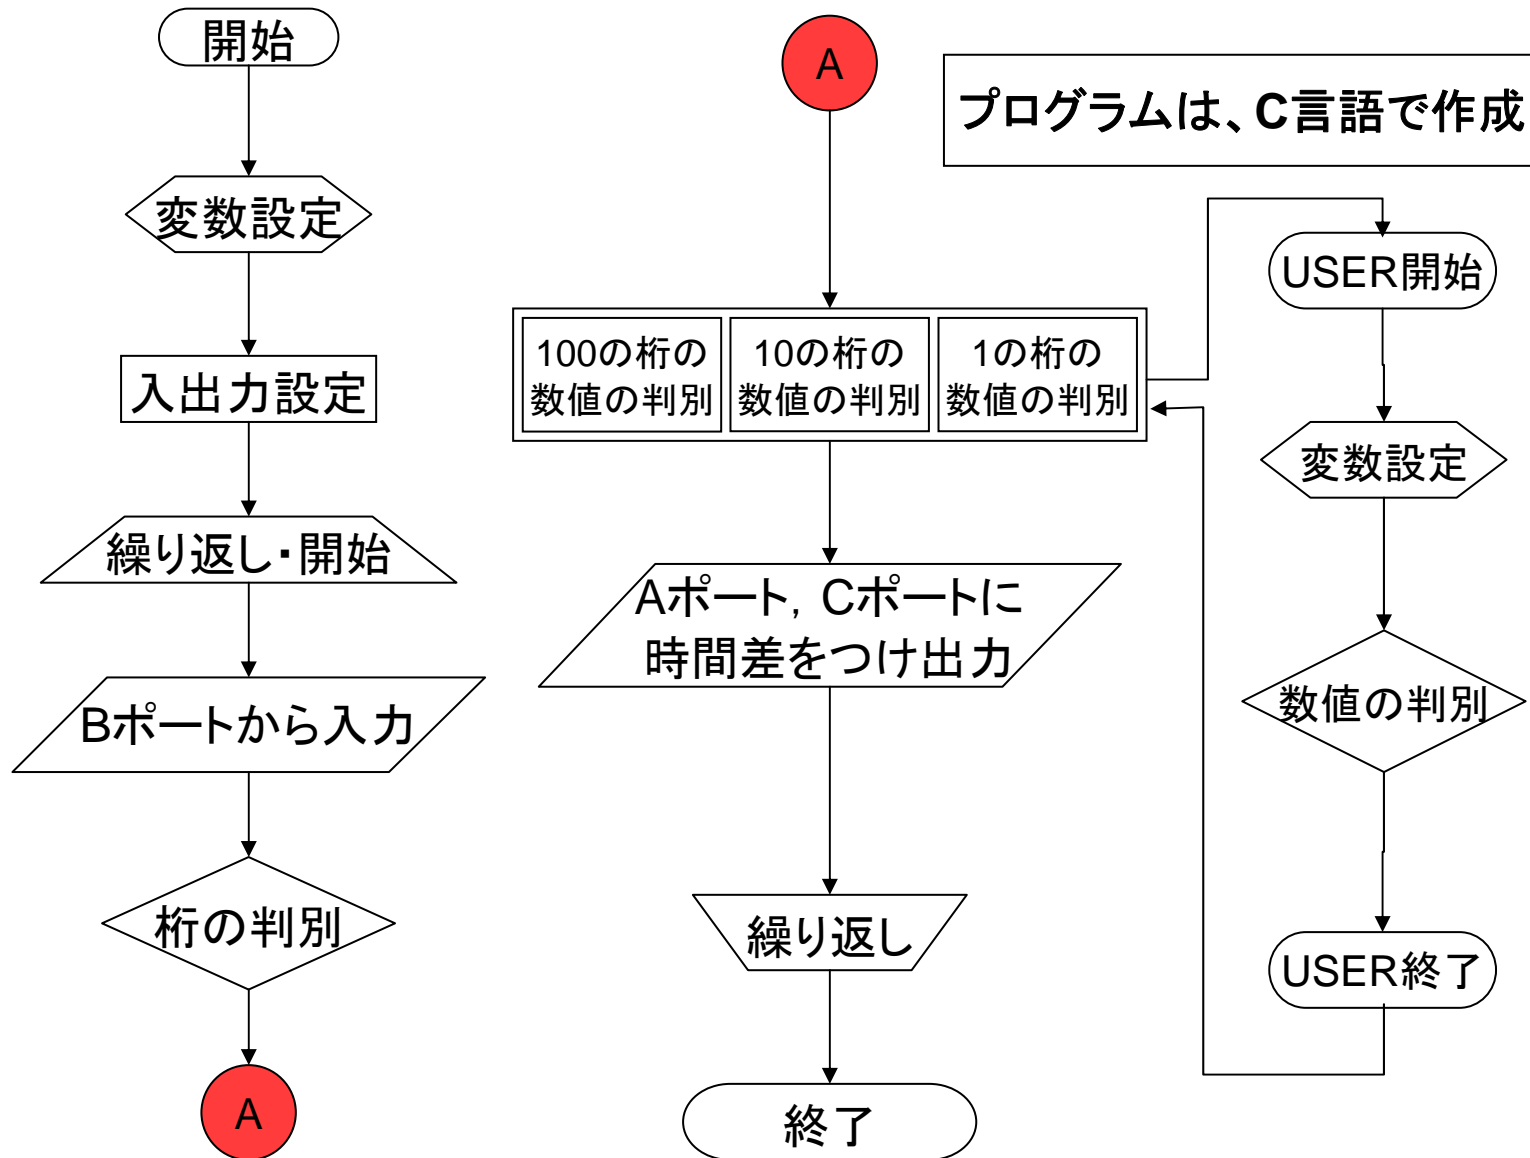 開始
変数設定
入出力設定
繰り返し・開始
Bポートから入力
桁の判別
A
A
100の桁の
数値の判別
10の桁の
数値の判別
1の桁の
数値の判別
Aポート，Cポートに
時間差をつけ出力
繰り返し
終了
プログラムは、C言語で作成
USER開始
変数設定
数値の判別
USER終了